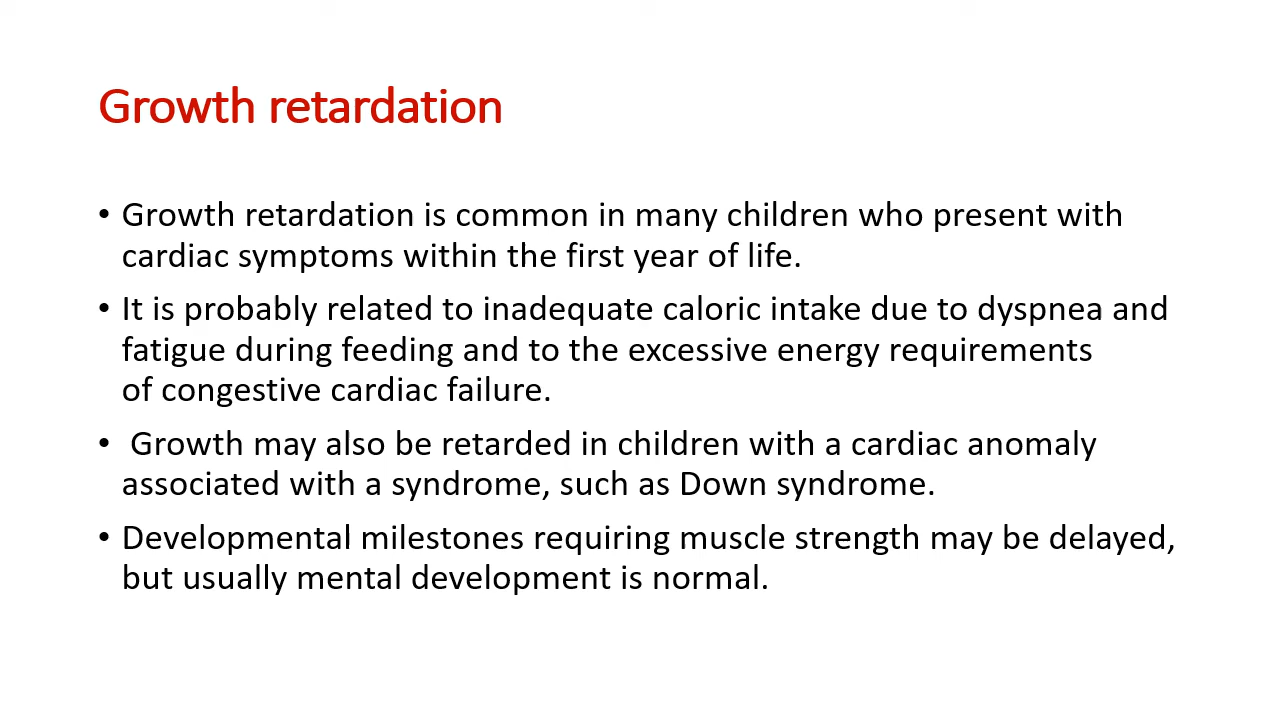 Growth retardation
• Growth retardation is common in many children who present with
cardiac symptoms within the first year of life.
• It is probably related to inadequate caloric intake due to dyspnea and
fatigue during feeding and to the excessive energy requirements
of congestive cardiac failure.
• Growth may also be retarded in children with a cardiac anomaly
associated with a syndrome, such as Down syndrome.
• Developmental milestones requiring muscle strength may be delayed,
but usually mental development is normal.